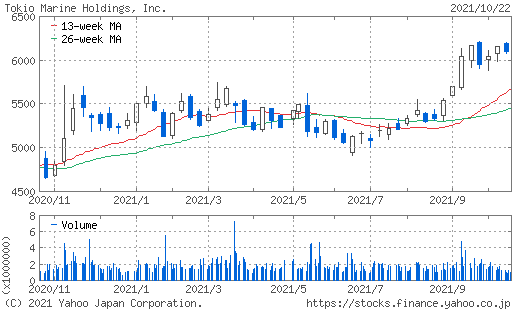 Tokio Marine Holdings, Inc. 2021/10/22
6500
13-week MA
26-week MA
6000
5500
5000
4500
2020/11 2021/1 2021/3 2021/5 2021/7 2021/9
8
Volume
6
4
2
0
(x1000000)
2020/11 2021/1 2021/3 2021/5 2021/7 2021/9
(C) 2021 Yahoo Japan Corporation. https://stocks.finance.yahoo.co.jp